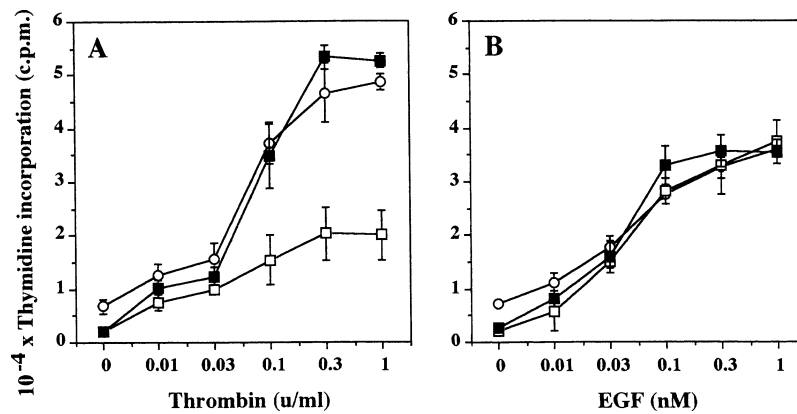 10⁻⁴ x Thymidine incorporation (c.p.m.)
A
6
5
4
3
2
1
0
0 0.01 0.03 0.1 0.3 1
Thrombin (u/ml)
B
6
5
4
3
2
1
0
0 0.01 0.03 0.1 0.3 1
EGF (nM)